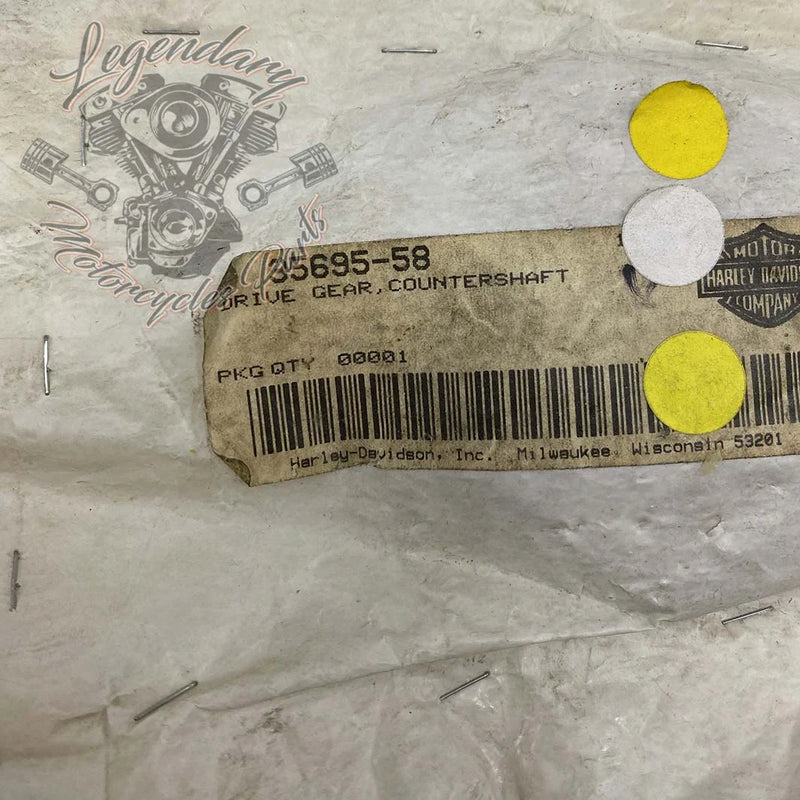 Legendary
Motorcycles Parts
35695-58
DRIVE GEAR,COUNTERSHAFT
MOTOR
HARLEY DAVIDS
COMPANY
PKG QTY 00001
Harley-Davidson, Inc. Milwaukee, Wisconsin 53201